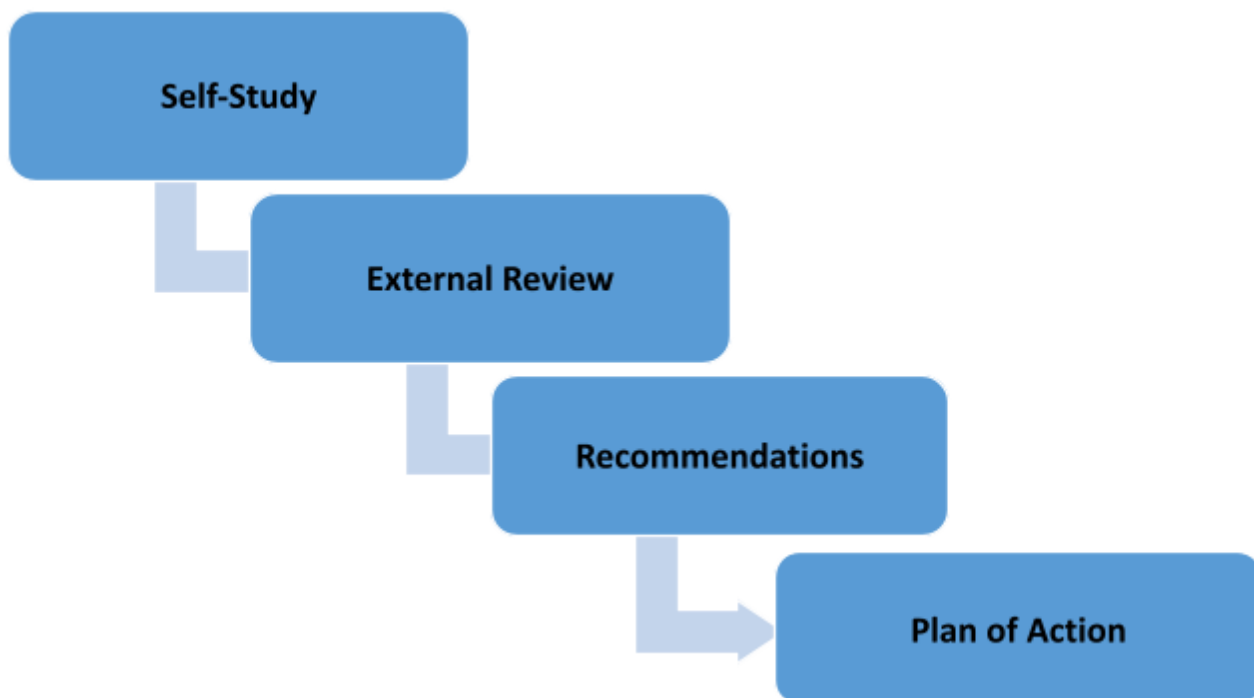 Self-Study
External Review
Recommendations
Plan of Action